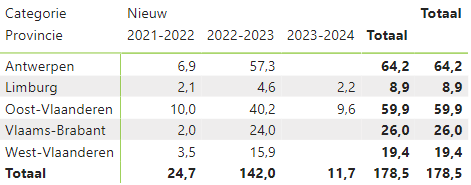 Categorie Nieuw Totaal
Provincie 2021-2022 2022-2023 2023-2024 Totaal
Antwerpen 6,9 57,3 64,2 64,2
Limburg 2,1 4,6 2,2 8,9 8,9
Oost-Vlaanderen 10,0 40,2 9,6 59,9 59,9
Vlaams-Brabant 2,0 24,0 26,0 26,0
West-Vlaanderen 3,5 15,9 19,4 19,4
Totaal 24,7 142,0 11,7 178,5 178,5